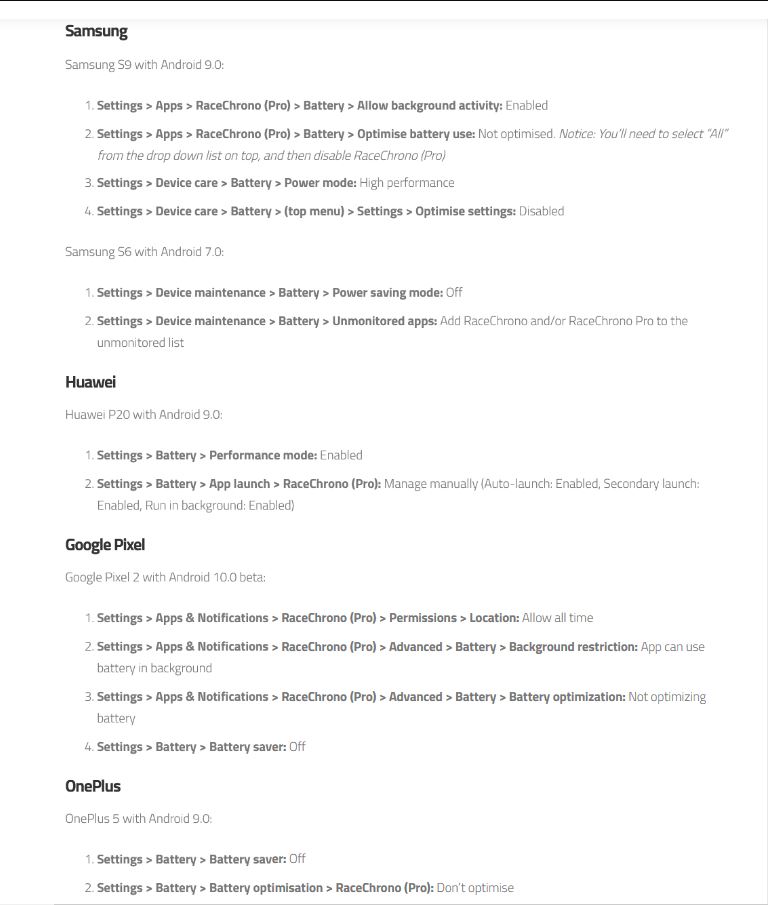 Samsung
Samsung S9 with Android 9.0:
1. Settings > Apps > RaceChrono (Pro) > Battery > Allow background activity: Enabled
2. Settings > Apps > RaceChrono (Pro) > Battery > Optimise battery use: Not optimised. Notice: You'll need to select "All"
from the drop down list on top, and then disable RaceChrono (Pro)
3. Settings > Device care > Battery > Power mode: High performance
4. Settings > Device care > Battery > (top menu) > Settings > Optimise settings: Disabled
Samsung S6 with Android 7.0:
1. Settings > Device maintenance > Battery > Power saving mode: Off
2. Settings > Device maintenance > Battery > Unmonitored apps: Add RaceChrono and/or RaceChrono Pro to the
unmonitored list
Huawei
Huawei P20 with Android 9.0:
1. Settings > Battery > Performance mode: Enabled
2. Settings > Battery > App launch > RaceChrono (Pro): Manage manually (Auto-launch: Enabled, Secondary launch:
Enabled, Run in background: Enabled)
Google Pixel
Google Pixel 2 with Android 10.0 beta:
1. Settings > Apps & Notifications > RaceChrono (Pro) > Permissions > Location: Allow all time
2. Settings > Apps & Notifications > RaceChrono (Pro) > Advanced > Battery > Background restriction: App can use
battery in background
3. Settings > Apps & Notifications > RaceChrono (Pro) > Advanced > Battery > Battery optimization: Not optimizing
battery
4. Settings > Battery > Battery saver: Off
OnePlus
OnePlus 5 with Android 9.0:
1. Settings > Battery > Battery saver: Off
2. Settings > Battery > Battery optimisation > RaceChrono (Pro): Don't optimise